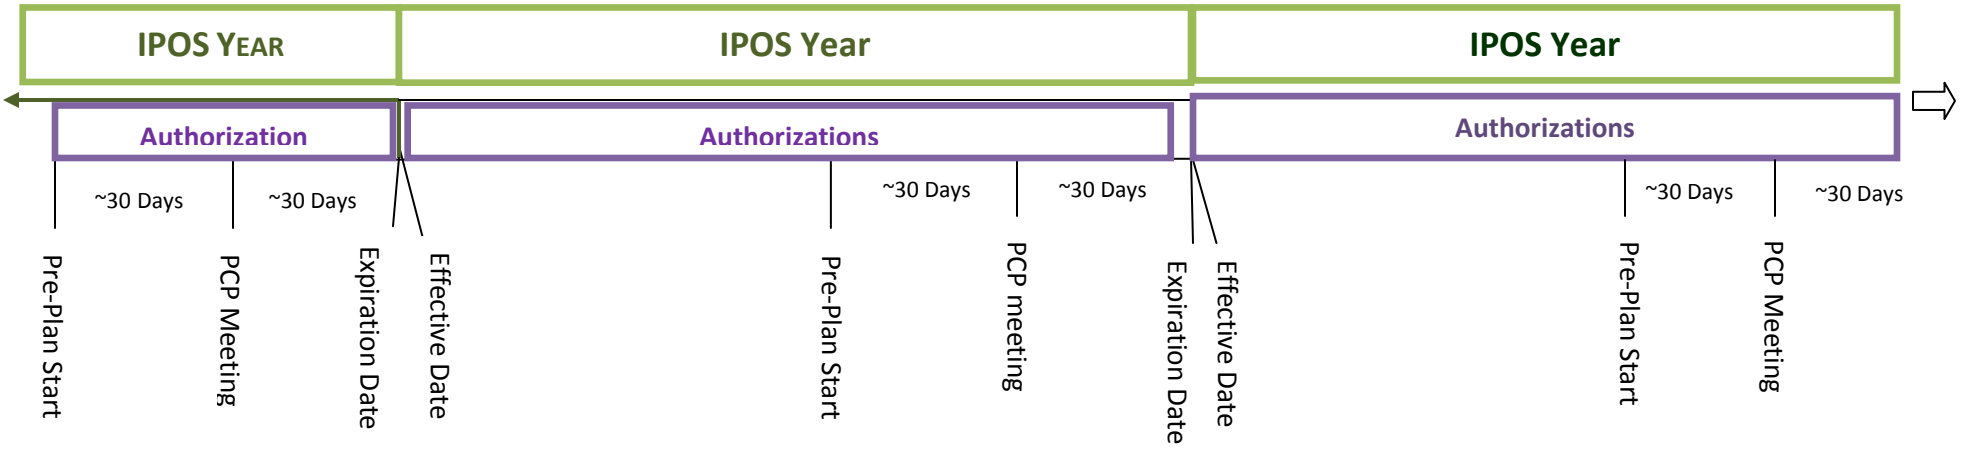 IPOS YEAR
IPOS Year
IPOS Year
Authorization
Authorizations
Authorizations
~30 Days
~30 Days
~30 Days
~30 Days
~30 Days
~30 Days
Pre-Plan Start
PCP Meeting
Expiration Date
Effective Date
Pre-Plan Start
PCP meeting
Expiration Date
Effective Date
Pre-Plan Start
PCP Meeting